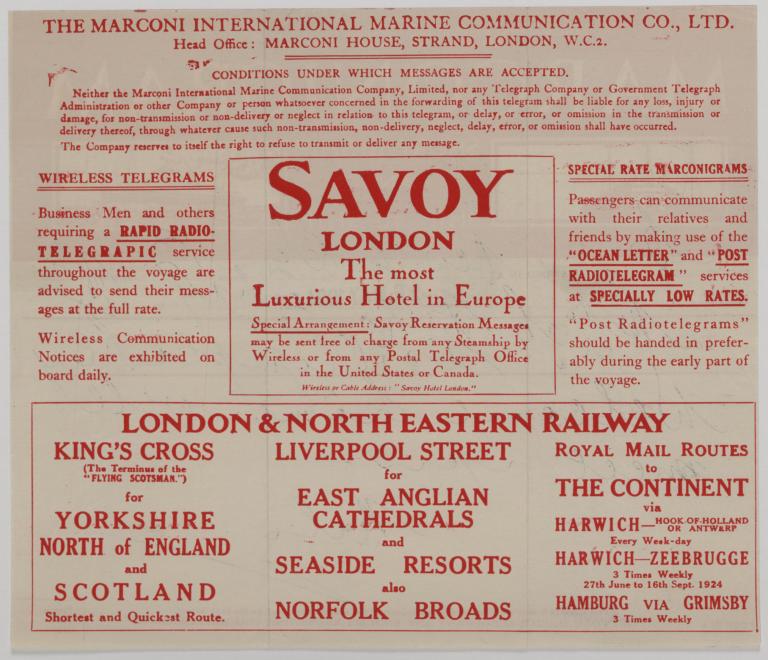 THE MARCONI INTERNATIONAL MARINE COMMUNICATION CO., LTD.
Head Office: MARCONI HOUSE, STRAND, LONDON, W.C.2.
CONDITIONS UNDER WHICH MESSAGES ARE ACCEPTED.
Neither the Marconi International Marine Communication Company, Limited, nor any Telegraph Company or Government Telegraph
Administration or other Company or person whatsoever concerned in the forwarding of this telegram shall be liable for any loss, injury or
damage, for non-transmission or non-delivery or neglect in relation to this telegram, or delay, or error, or omission in the transmission or
delivery thereof, through whatever cause such non-transmission, non-delivery, neglect, delay, error, or omission shall have occurred.
The Company reserves to itself the right to refuse to transmit or deliver any message.
WIRELESS TELEGRAMS
Business Men and others
requiring a RAPID RADIO-
TELEGRAPIC service
throughout the voyage are
advised to send their mess-
ages at the full rate.
Wireless Communication
Notices are exhibited on
board daily.
SAVOY
LONDON
The most
Luxurious Hotel in Europe
Special Arrangement: Savoy Reservation Messages
may be sent free of charge from any Steamship by
Wireless or from any Postal Telegraph Office
in the United States or Canada.
Wireless or Cable Address: "Savoy Hotel London."
SPECIAL RATE MARCONIGRAMS
Passengers can communicate
with their relatives and
friends by making use of the
"OCEAN LETTER" and "POST
RADIOTELEGRAM" services
at SPECIALLY LOW RATES.
"Post Radiotelegrams"
should be handed in prefer-
ably during the early part of
the voyage.
LONDON & NORTH EASTERN RAILWAY
KING'S CROSS
(The Terminus of the
"FLYING SCOTSMAN.")
for
YORKSHIRE
NORTH of ENGLAND
and
SCOTLAND
Shortest and Quickest Route.
LIVERPOOL STREET
for
EAST ANGLIAN
CATHEDRALS
and
SEASIDE RESORTS
also
NORFOLK BROADS
ROYAL MAIL ROUTES
to
THE CONTINENT
via
HARWICH—HOOK-OF-HOLLAND
OR ANTWERP
Every Week-day
HARWICH—ZEEBRUGGE
3 Times Weekly
27th June to 16th Sept. 1924
HAMBURG VIA GRIMSBY
3 Times Weekly